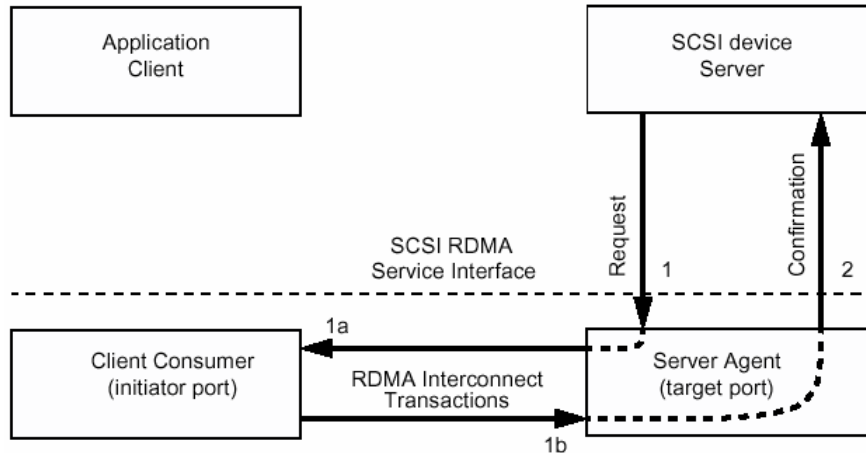 Application
Client
SCSI device
Server
Request
Confirmation
SCSI RDMA
Service Interface
1
2
1a
Client Consumer
(initiator port)
RDMA Interconnect
Transactions
Server Agent
(target port)
1b